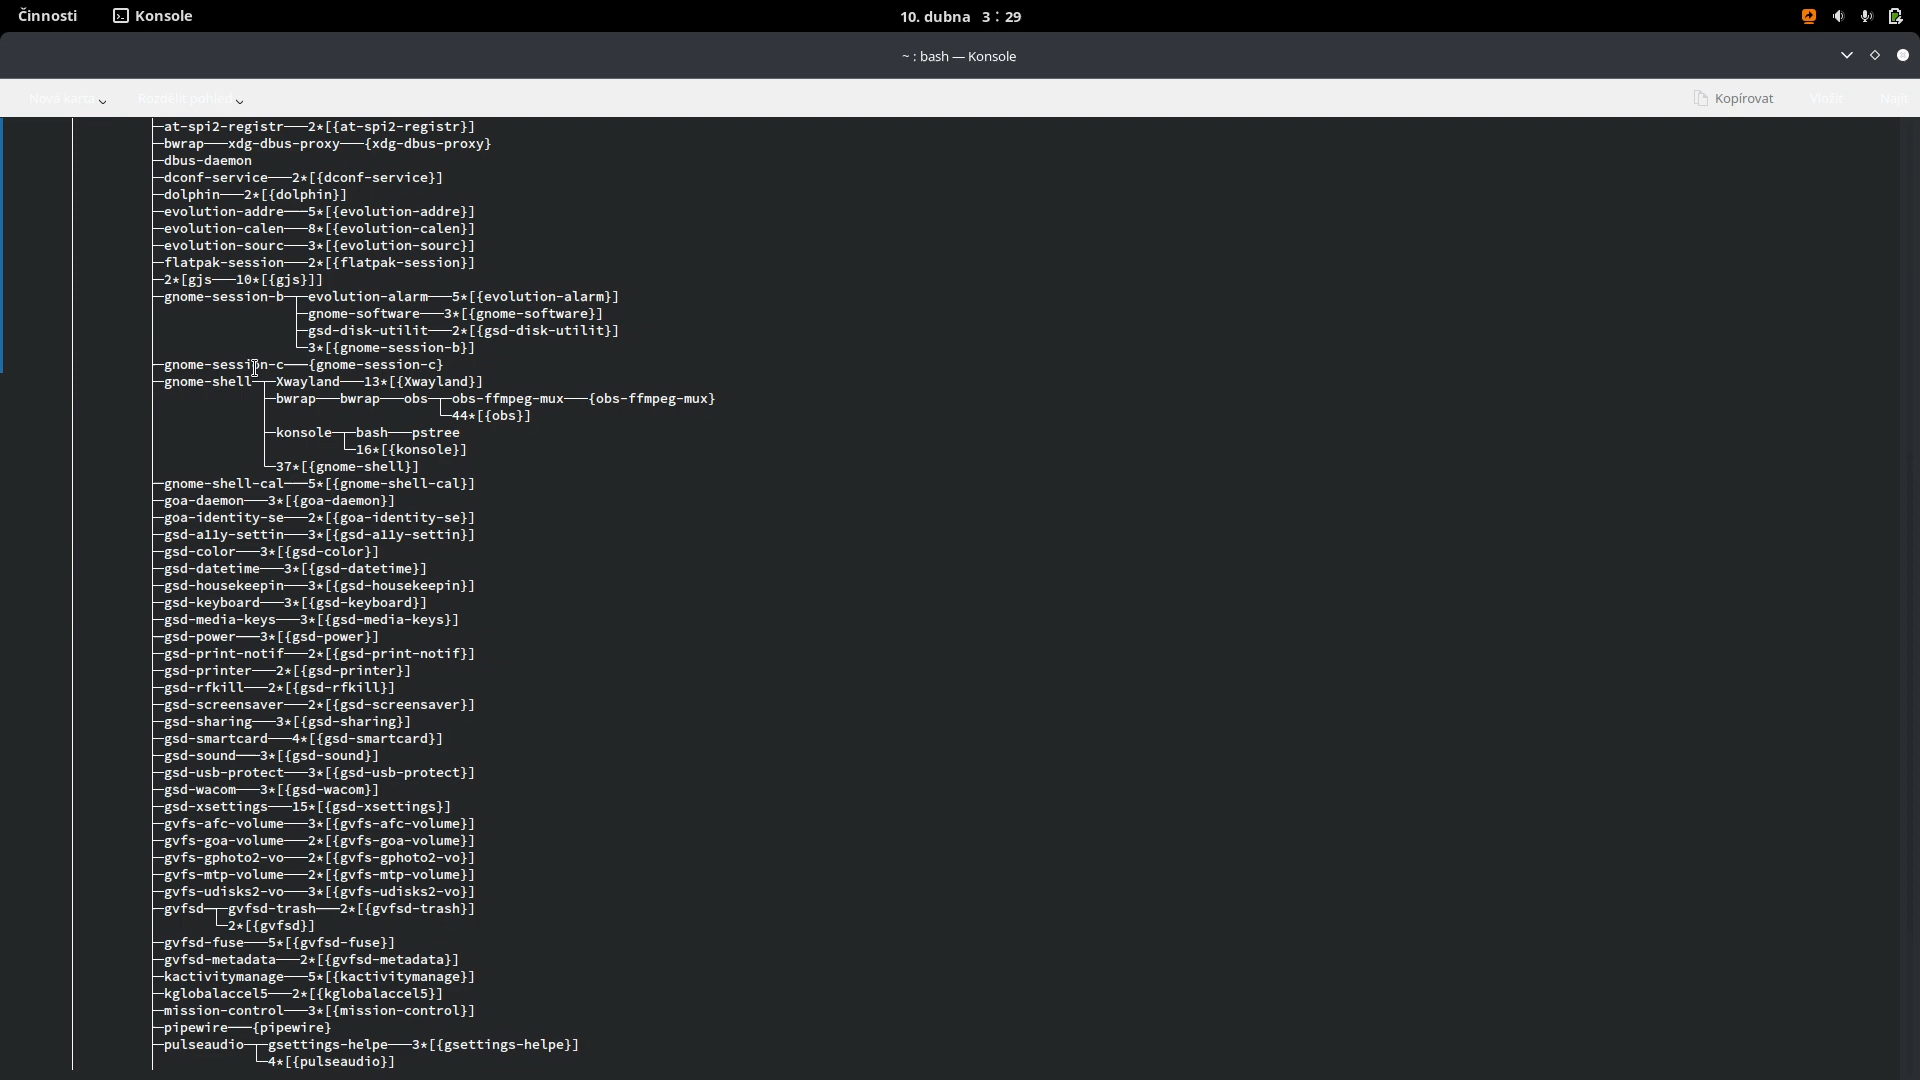 Činnosti Konsole 10. dubna 3∶29
~ : bash — Konsole
Nová karta Rozdělit pohled Kopírovat Vložit Najít
├─at-spi2-registr───2*[{at-spi2-registr}]
├─bwrap───xdg-dbus-proxy───{xdg-dbus-proxy}
├─dbus-daemon
├─dconf-service───2*[{dconf-service}]
├─dolphin───2*[{dolphin}]
├─evolution-addre───5*[{evolution-addre}]
├─evolution-calen───8*[{evolution-calen}]
├─evolution-sourc───3*[{evolution-sourc}]
├─flatpak-session───2*[{flatpak-session}]
├─2*[gjs───10*[{gjs}]]
├─gnome-session-b─┬─evolution-alarm───5*[{evolution-alarm}]
├─gnome-software───3*[{gnome-software}]
├─gsd-disk-utilit───2*[{gsd-disk-utilit}]
└─3*[{gnome-session-b}]
├─gnome-session-c───{gnome-session-c}
├─gnome-shell─┬─Xwayland───13*[{Xwayland}]
├─bwrap───bwrap───obs─┬─obs-ffmpeg-mux───{obs-ffmpeg-mux}
└─44*[{obs}]
├─konsole─┬─bash───pstree
└─16*[{konsole}]
└─37*[{gnome-shell}]
├─gnome-shell-cal───5*[{gnome-shell-cal}]
├─goa-daemon───3*[{goa-daemon}]
├─goa-identity-se───2*[{goa-identity-se}]
├─gsd-a11y-settin───3*[{gsd-a11y-settin}]
├─gsd-color───3*[{gsd-color}]
├─gsd-datetime───3*[{gsd-datetime}]
├─gsd-housekeepin───3*[{gsd-housekeepin}]
├─gsd-keyboard───3*[{gsd-keyboard}]
├─gsd-media-keys───3*[{gsd-media-keys}]
├─gsd-power───3*[{gsd-power}]
├─gsd-print-notif───2*[{gsd-print-notif}]
├─gsd-printer───2*[{gsd-printer}]
├─gsd-rfkill───2*[{gsd-rfkill}]
├─gsd-screensaver───2*[{gsd-screensaver}]
├─gsd-sharing───3*[{gsd-sharing}]
├─gsd-smartcard───4*[{gsd-smartcard}]
├─gsd-sound───3*[{gsd-sound}]
├─gsd-usb-protect───3*[{gsd-usb-protect}]
├─gsd-wacom───3*[{gsd-wacom}]
├─gsd-xsettings───15*[{gsd-xsettings}]
├─gvfs-afc-volume───3*[{gvfs-afc-volume}]
├─gvfs-goa-volume───2*[{gvfs-goa-volume}]
├─gvfs-gphoto2-vo───2*[{gvfs-gphoto2-vo}]
├─gvfs-mtp-volume───2*[{gvfs-mtp-volume}]
├─gvfs-udisks2-vo───3*[{gvfs-udisks2-vo}]
├─gvfsd─┬─gvfsd-trash───2*[{gvfsd-trash}]
└─2*[{gvfsd}]
├─gvfsd-fuse───5*[{gvfsd-fuse}]
├─gvfsd-metadata───2*[{gvfsd-metadata}]
├─kactivitymanage───5*[{kactivitymanage}]
├─kglobalaccel5───2*[{kglobalaccel5}]
├─mission-control───3*[{mission-control}]
├─pipewire───{pipewire}
├─pulseaudio─┬─gsettings-helpe───3*[{gsettings-helpe}]
└─4*[{pulseaudio}]